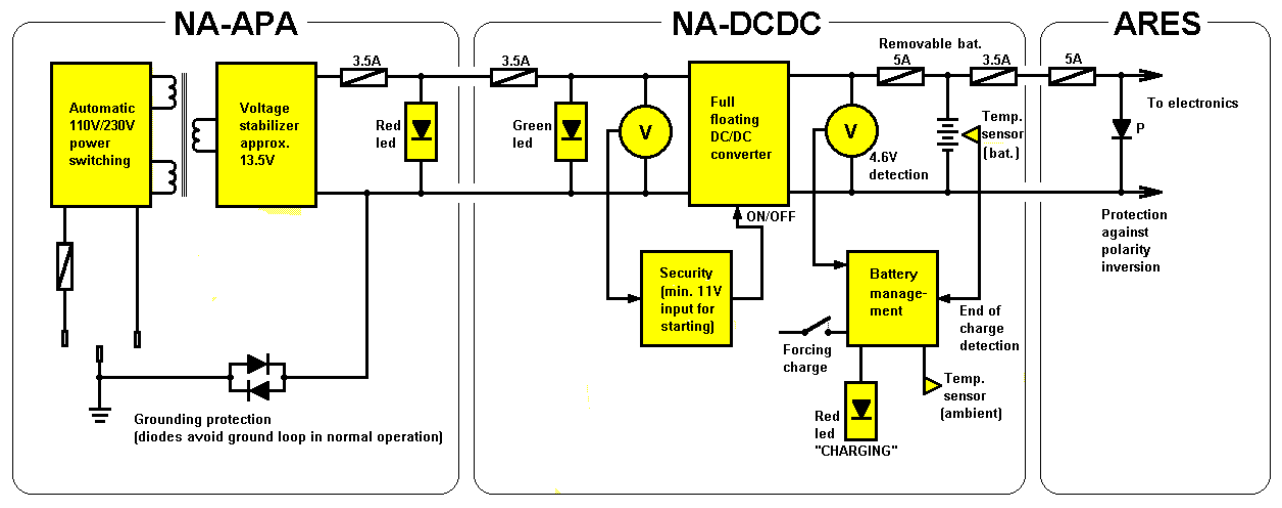 NA-APA
NA-DCDC
ARES
3.5A
3.5A
Removable bat.
5A
3.5A
5A
Automatic
110V/230V
power
switching
Voltage
stabilizer
approx.
13.5V
Red
led
Green
led
V
Full
floating
DC/DC
converter
V
4.6V
detection
Temp.
sensor
(bat.)
P
To electronics
ON/OFF
Protection
against
polarity
inversion
Security
(min. 11V
input for
starting)
Battery
manage-
ment
End of
charge
detection
Forcing
charge
Temp.
sensor
(ambient)
Red
led
"CHARGING"
Grounding protection
(diodes avoid ground loop in normal operation)